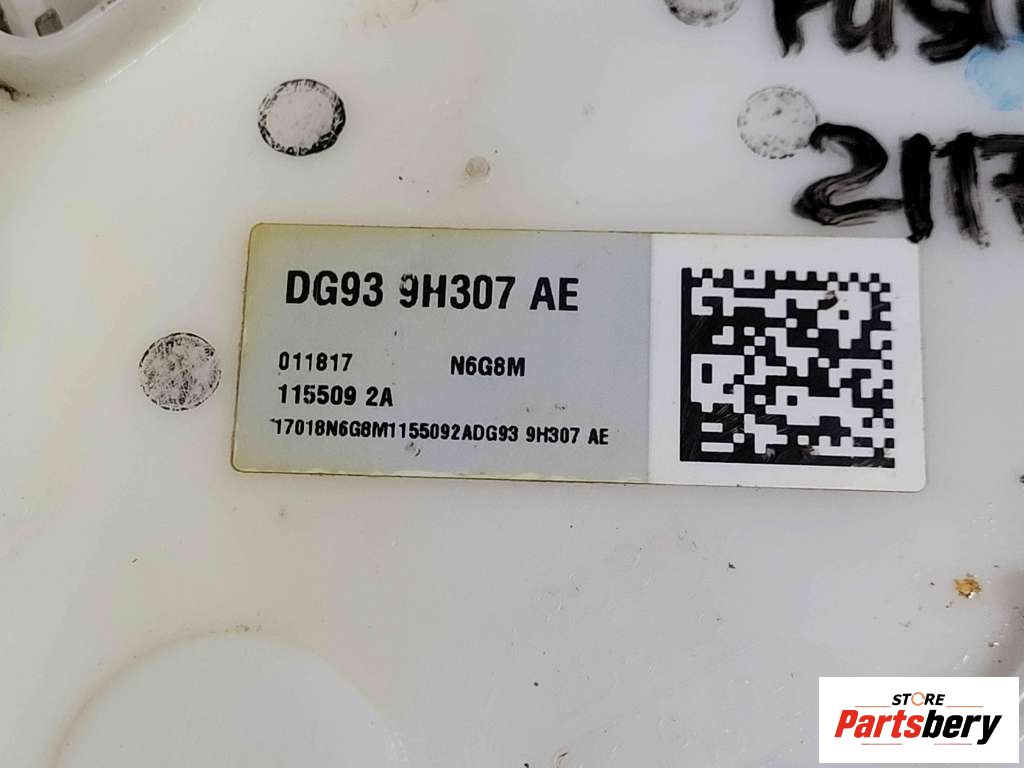 DG93 9H307 AE
011817 N6G8M
115509 2A
17018N6G8M1155092ADG93 9H307 AE
STORE
Partsbery